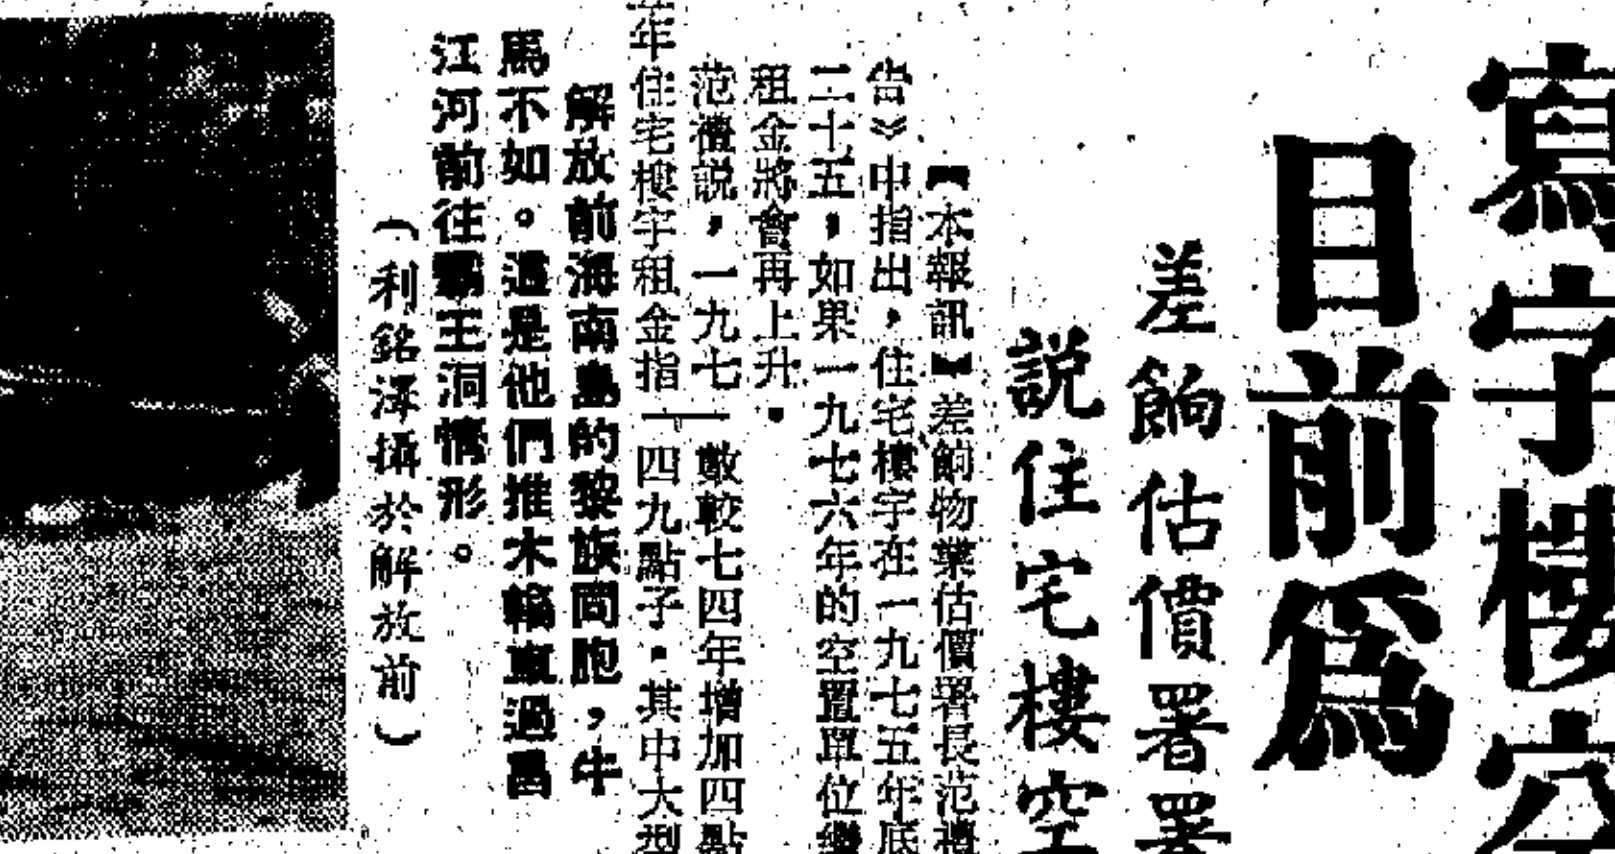 寫字樓空
日前爲
差餉估價署署
説住宅樓空
【本報訊】差餉物業估價署長范禮
告》中指出，住宅樓宇在一九七五年底
二十五，如果一九七六年的空置單位繼
租金將會再上升．
范禮説，一九七
數較七四年增加四點
年住宅樓宇租金指
一四九點子．其中大型
解放前海南島的黎族同胞，牛
馬不如。這是他們推木輪車過昌
江河前往霸王洞情形。
（利銘澤攝於解放前）